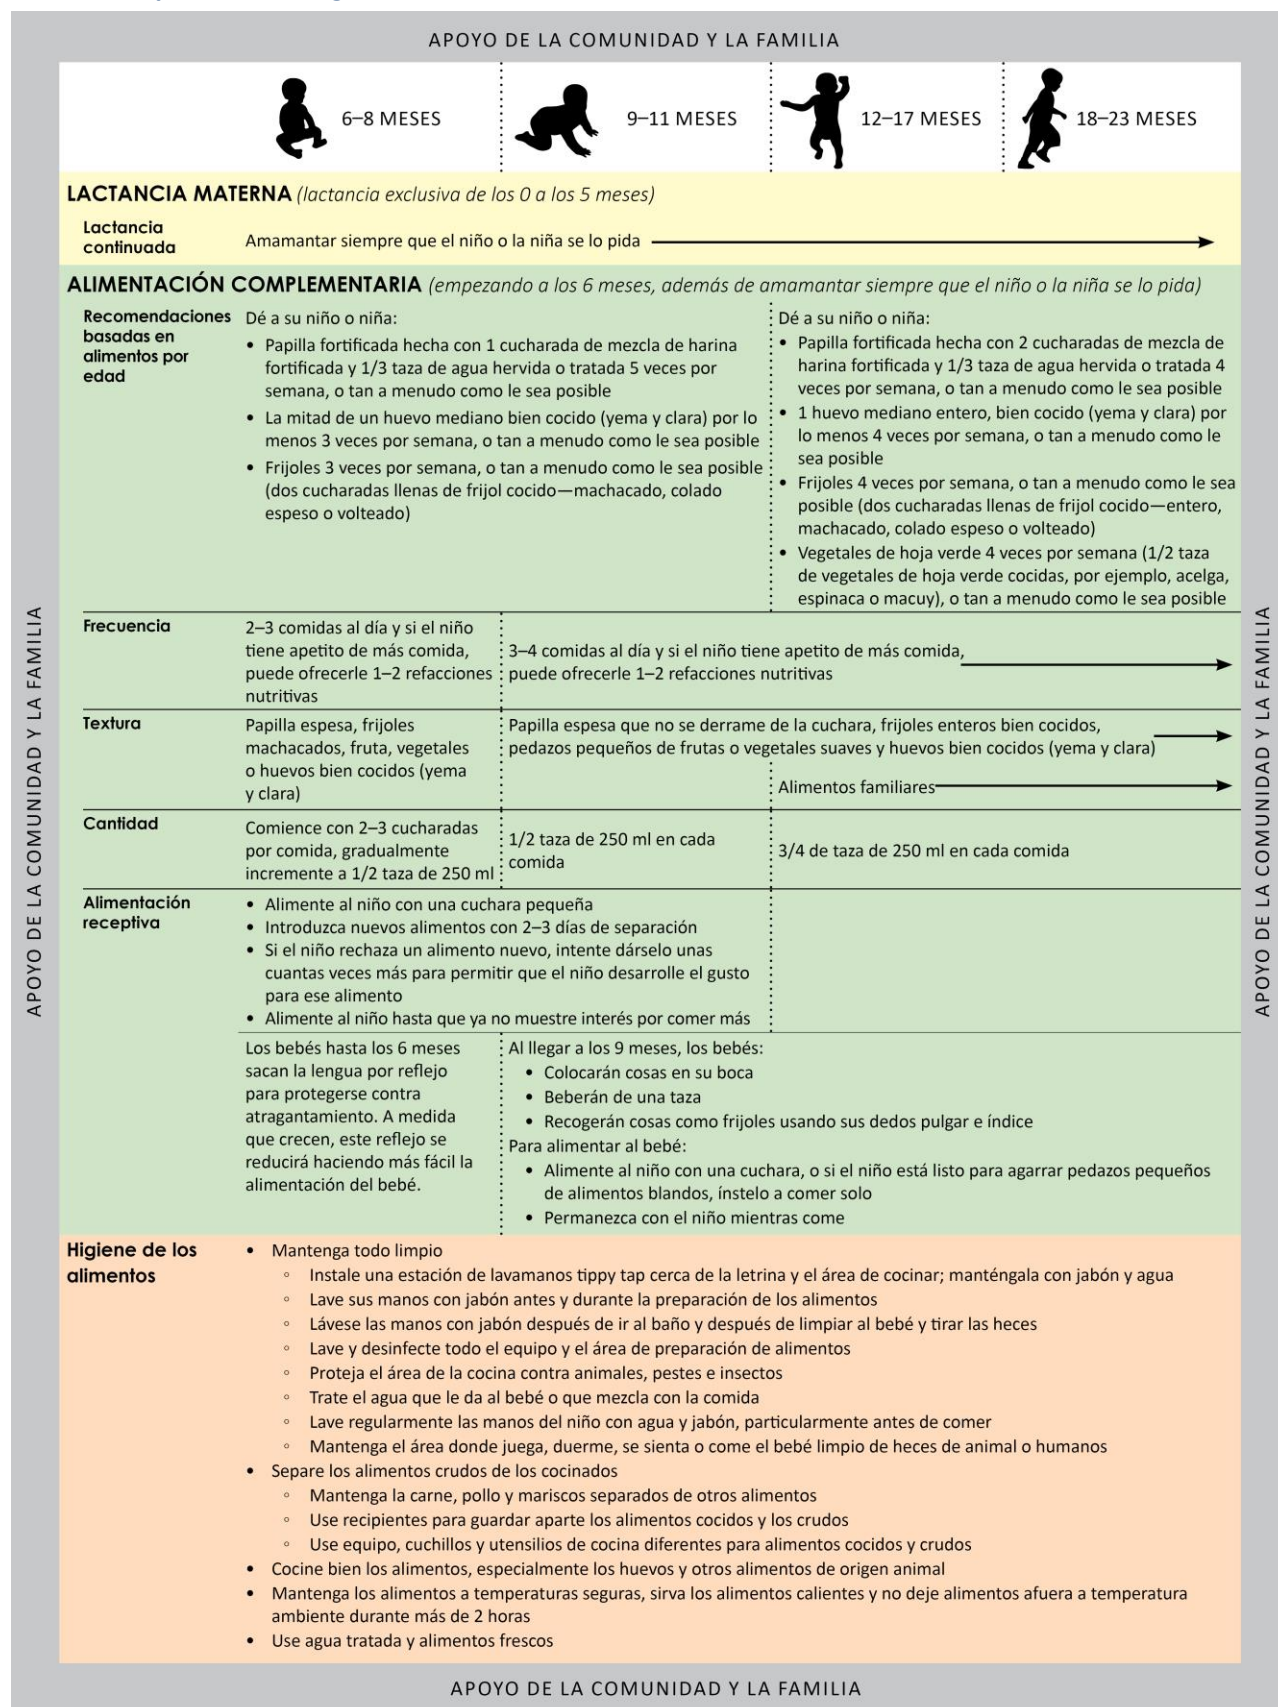 APOYO DE LA COMUNIDAD Y LA FAMILIA
6–8 MESES
9–11 MESES
12–17 MESES
18–23 MESES
LACTANCIA MATERNA (lactancia exclusiva de los 0 a los 5 meses)
Lactancia
continuada
Amamantar siempre que el niño o la niña se lo pida
ALIMENTACIÓN COMPLEMENTARIA (empezando a los 6 meses, además de amamantar siempre que el niño o la niña se lo pida)
Recomendaciones
basadas en
alimentos por
edad
Dé a su niño o niña:
• Papilla fortificada hecha con 1 cucharada de mezcla de harina
fortificada y 1/3 taza de agua hervida o tratada 5 veces por
semana, o tan a menudo como le sea posible
• La mitad de un huevo mediano bien cocido (yema y clara) por lo
menos 3 veces por semana, o tan a menudo como le sea posible
• Frijoles 3 veces por semana, o tan a menudo como le sea posible
(dos cucharadas llenas de frijol cocido—machacado, colado
espeso o volteado)
Dé a su niño o niña:
• Papilla fortificada hecha con 2 cucharadas de mezcla de
harina fortificada y 1/3 taza de agua hervida o tratada 4
veces por semana, o tan a menudo como le sea posible
• 1 huevo mediano entero, bien cocido (yema y clara) por
lo menos 4 veces por semana, o tan a menudo como le
sea posible
• Frijoles 4 veces por semana, o tan a menudo como le sea
posible (dos cucharadas llenas de frijol cocido—entero,
machacado, colado espeso o volteado)
• Vegetales de hoja verde 4 veces por semana (1/2 taza
de vegetales de hoja verde cocidas, por ejemplo, acelga,
espinaca o macuy), o tan a menudo como le sea posible
Frecuencia
2–3 comidas al día y si el niño
tiene apetito de más comida,
puede ofrecerle 1–2 refacciones
nutritivas
3–4 comidas al día y si el niño tiene apetito de más comida,
puede ofrecerle 1–2 refacciones nutritivas
Textura
Papilla espesa, frijoles
machacados, fruta, vegetales
o huevos bien cocidos (yema
y clara)
Papilla espesa que no se derrame de la cuchara, frijoles enteros bien cocidos,
pedazos pequeños de frutas o vegetales suaves y huevos bien cocidos (yema y clara)
Alimentos familiares
Cantidad
Comience con 2–3 cucharadas
por comida, gradualmente
incremente a 1/2 taza de 250 ml
1/2 taza de 250 ml en cada
comida
3/4 de taza de 250 ml en cada comida
Alimentación
receptiva
• Alimente al niño con una cuchara pequeña
• Introduzca nuevos alimentos con 2–3 días de separación
• Si el niño rechaza un alimento nuevo, intente dárselo unas
cuantas veces más para permitir que el niño desarrolle el gusto
para ese alimento
• Alimente al niño hasta que ya no muestre interés por comer más
Los bebés hasta los 6 meses
sacan la lengua por reflejo
para protegerse contra
atragantamiento. A medida
que crecen, este reflejo se
reducirá haciendo más fácil la
alimentación del bebé.
Al llegar a los 9 meses, los bebés:
• Colocarán cosas en su boca
• Beberán de una taza
• Recogerán cosas como frijoles usando sus dedos pulgar e índice
Para alimentar al bebé:
• Alimente al niño con una cuchara, o si el niño está listo para agarrar pedazos pequeños
de alimentos blandos, ínstelo a comer solo
• Permanezca con el niño mientras come
Higiene de los
alimentos
• Mantenga todo limpio
◦ Instale una estación de lavamanos tippy tap cerca de la letrina y el área de cocinar; manténgala con jabón y agua
◦ Lave sus manos con jabón antes y durante la preparación de los alimentos
◦ Lávese las manos con jabón después de ir al baño y después de limpiar al bebé y tirar las heces
◦ Lave y desinfecte todo el equipo y el área de preparación de alimentos
◦ Proteja el área de la cocina contra animales, pestes e insectos
◦ Trate el agua que le da al bebé o que mezcla con la comida
◦ Lave regularmente las manos del niño con agua y jabón, particularmente antes de comer
◦ Mantenga el área donde juega, duerme, se sienta o come el bebé limpio de heces de animal o humanos
• Separe los alimentos crudos de los cocinados
◦ Mantenga la carne, pollo y mariscos separados de otros alimentos
◦ Use recipientes para guardar aparte los alimentos cocidos y los crudos
◦ Use equipo, cuchillos y utensilios de cocina diferentes para alimentos cocidos y crudos
• Cocine bien los alimentos, especialmente los huevos y otros alimentos de origen animal
• Mantenga los alimentos a temperaturas seguras, sirva los alimentos calientes y no deje alimentos afuera a temperatura
ambiente durante más de 2 horas
• Use agua tratada y alimentos frescos
APOYO DE LA COMUNIDAD Y LA FAMILIA
APOYO DE LA COMUNIDAD Y LA FAMILIA
APOYO DE LA COMUNIDAD Y LA FAMILIA